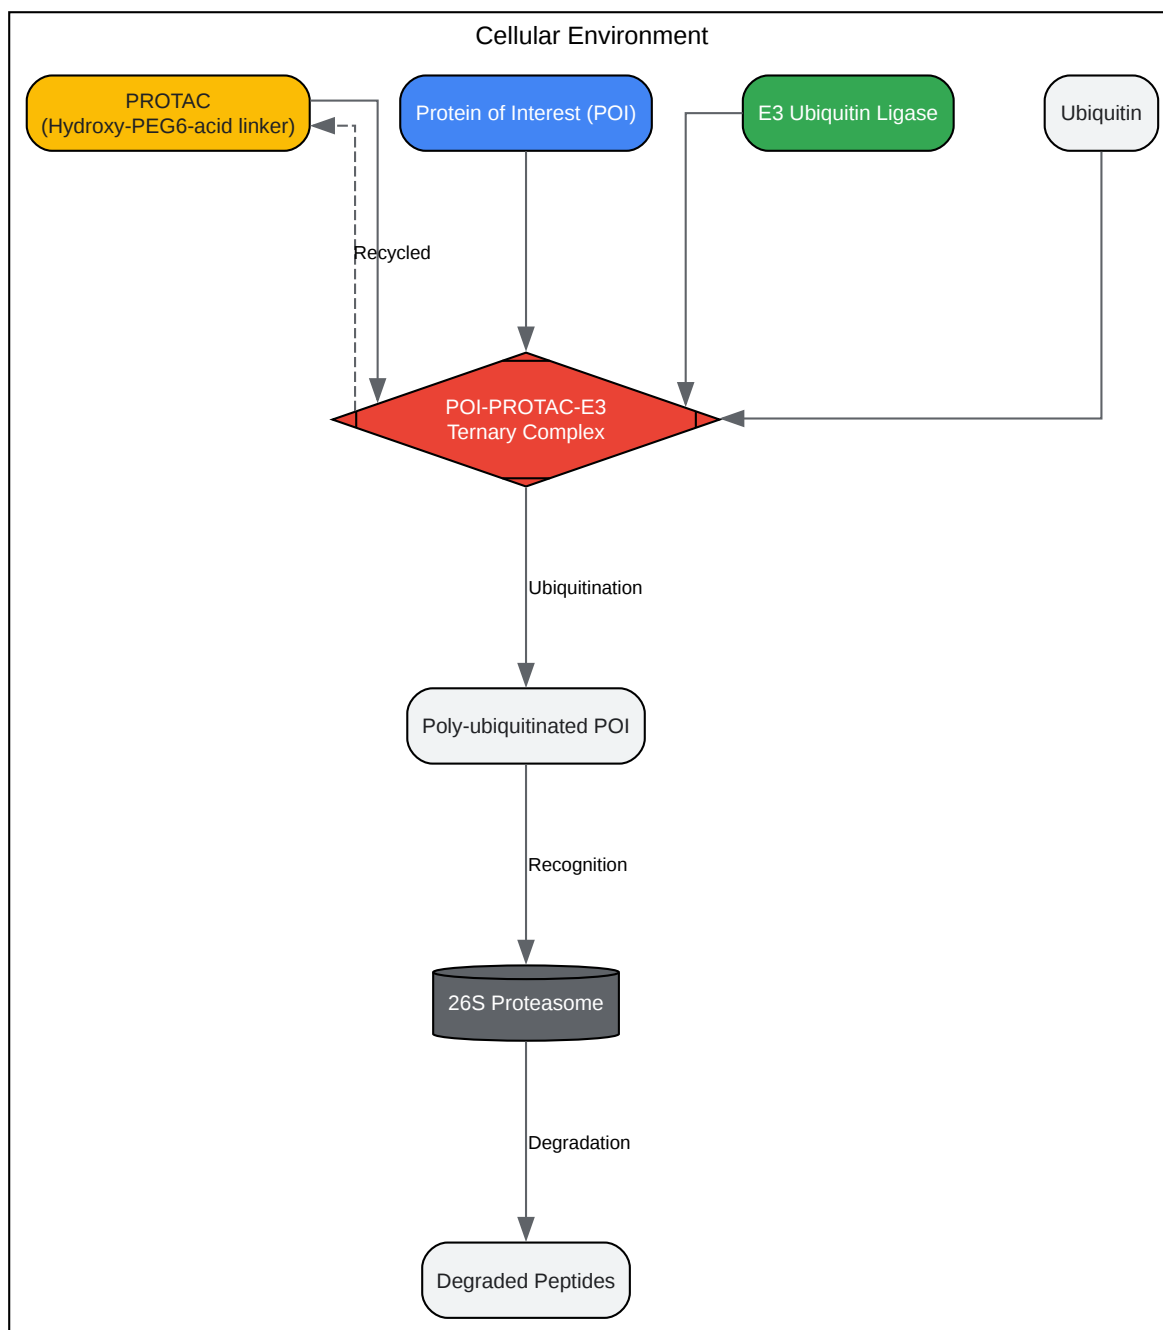 Cellular Environment
PROTAC
(Hydroxy-PEG6-acid linker)
Protein of Interest (POI)
E3 Ubiquitin Ligase
Ubiquitin
Recycled
POI-PROTAC-E3
Ternary Complex
Ubiquitination
Poly-ubiquitinated POI
Recognition
26S Proteasome
Degradation
Degraded Peptides